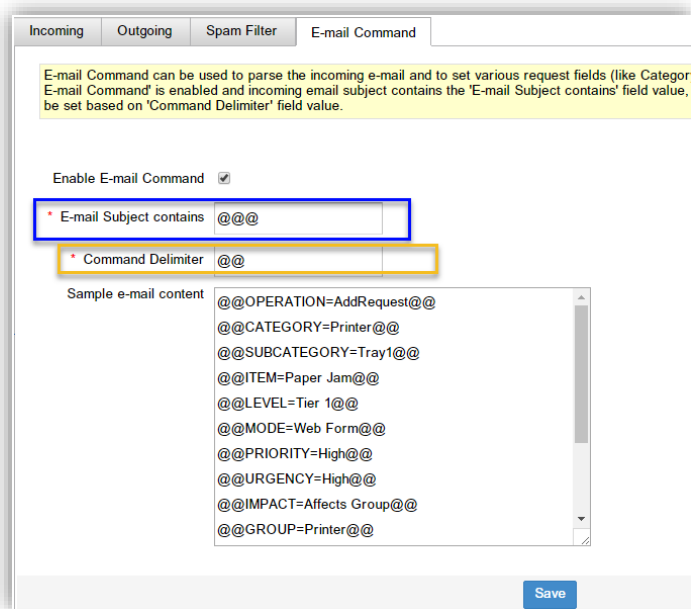 Incoming Outgoing Spam Filter E-mail Command
E-mail Command can be used to parse the incoming e-mail and to set various request fields (like Categor
E-mail Command' is enabled and incoming email subject contains the 'E-mail Subject contains' field value,
be set based on 'Command Delimiter' field value.
Enable E-mail Command
* E-mail Subject contains @@@
* Command Delimiter @@
Sample e-mail content
@@OPERATION=AddRequest@@
@@CATEGORY=Printer@@
@@SUBCATEGORY=Tray1@@
@@ITEM=Paper Jam@@
@@LEVEL=Tier 1@@
@@MODE=Web Form@@
@@PRIORITY=High@@
@@URGENCY=High@@
@@IMPACT=Affects Group@@
@@GROUP=Printer@@
Save